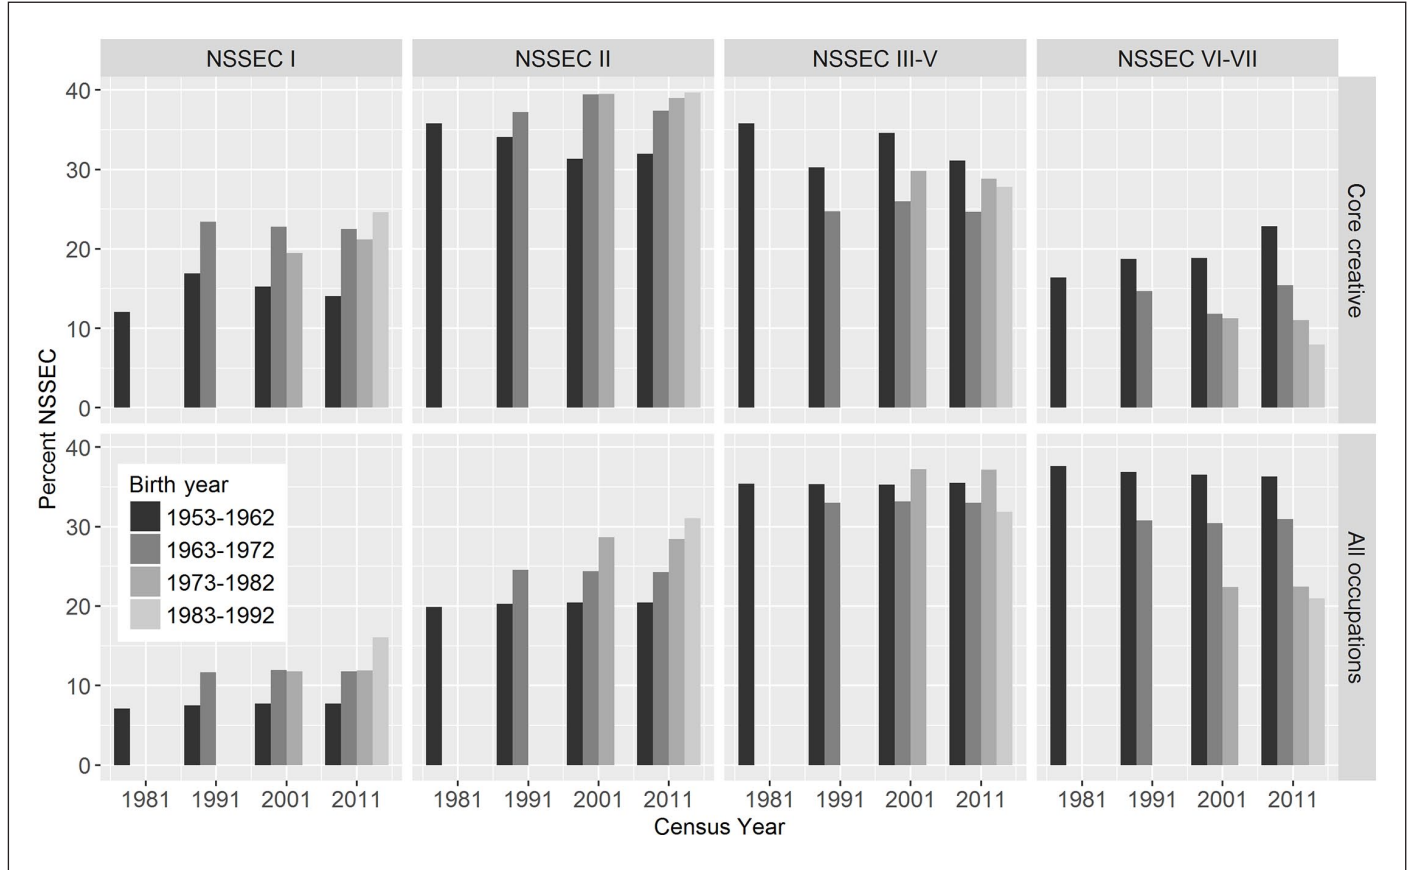 NSSEC I NSSEC II NSSEC III-V NSSEC VI-VII
40
30
20
10
0
Core creative
Percent NSSEC
40
30
20
10
0
Birth year
1953-1962
1963-1972
1973-1982
1983-1992
All occupations
1981 1991 2001 2011 1981 1991 2001 2011 1981 1991 2001 2011 1981 1991 2001 2011
Census Year